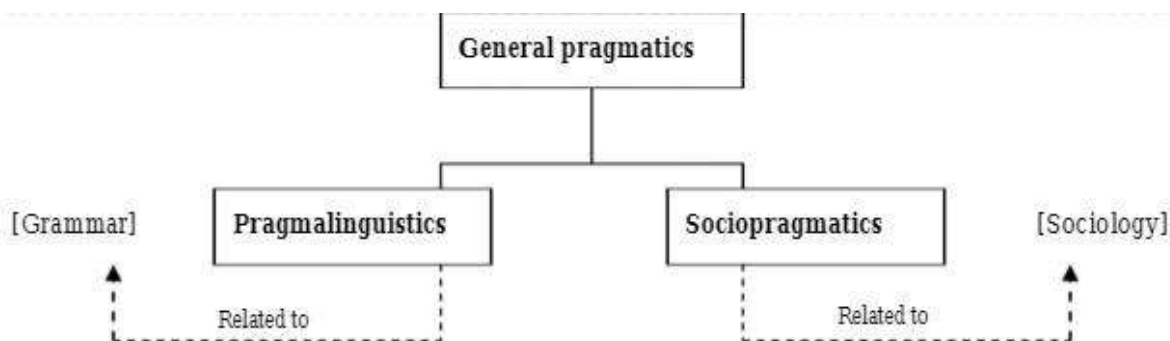 General pragmatics
[Grammar]
Pragmalinguistics
Sociopragmatics
[Sociology]
Related to
Related to